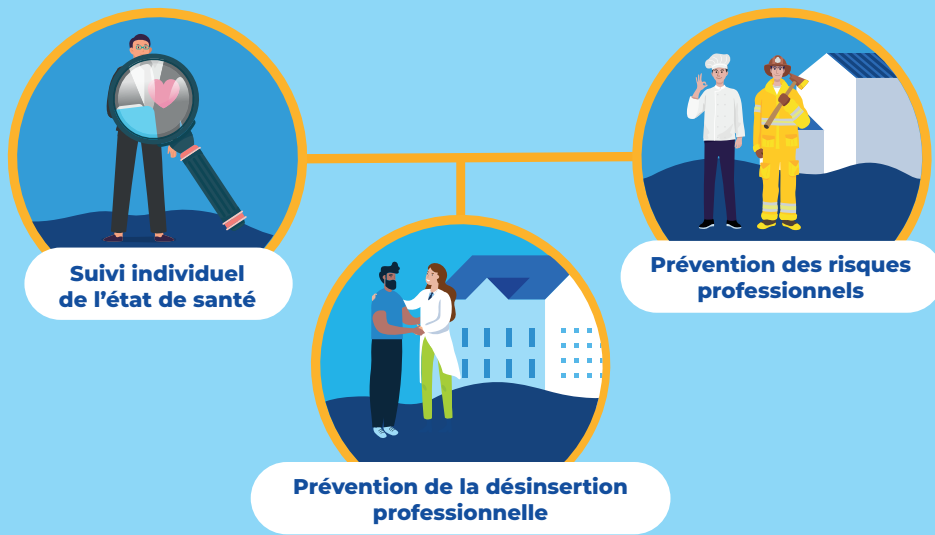 Suivi individuel
de l’état de santé
Prévention des risques
professionnels
Prévention de la désinsertion
professionnelle